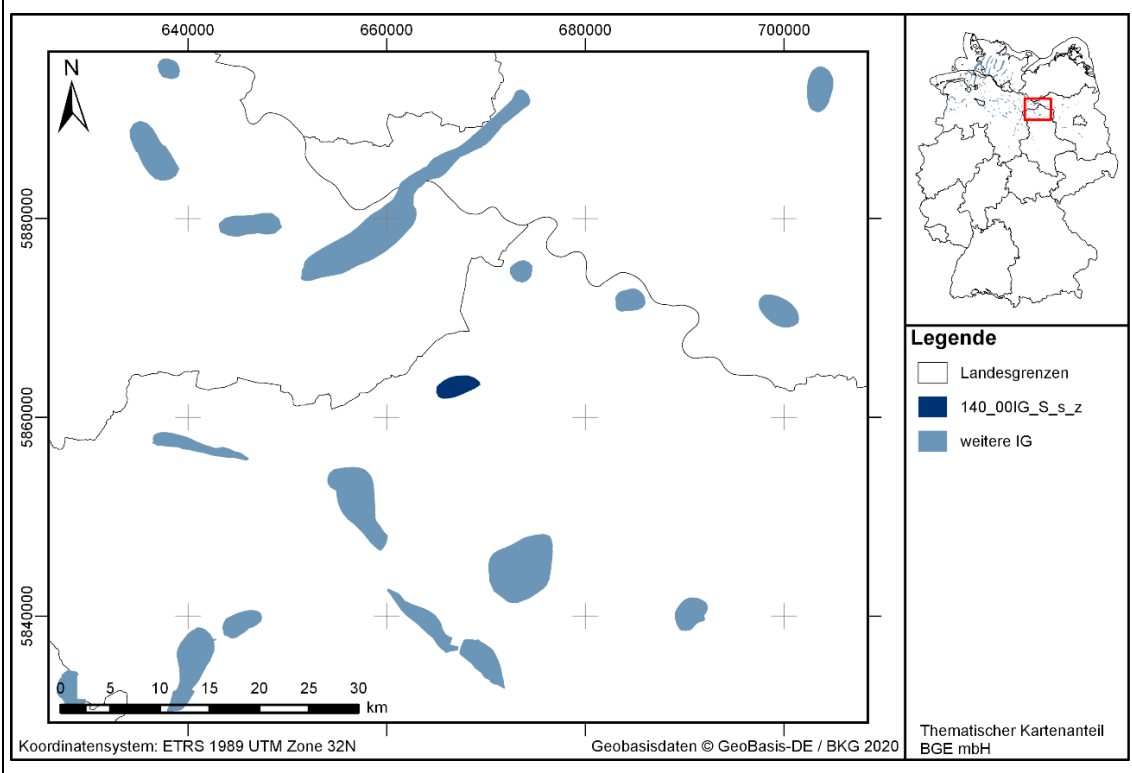 640000 660000 680000 700000
N
5880000
5860000
5840000
0 5 10 15 20 25 30
km
Koordinatensystem: ETRS 1989 UTM Zone 32N
Geobasisdaten © GeoBasis-DE / BKG 2020
Legende
Landesgrenzen
140_00IG_S_s_z
weitere IG
Thematischer Kartenanteil
BGE mbH